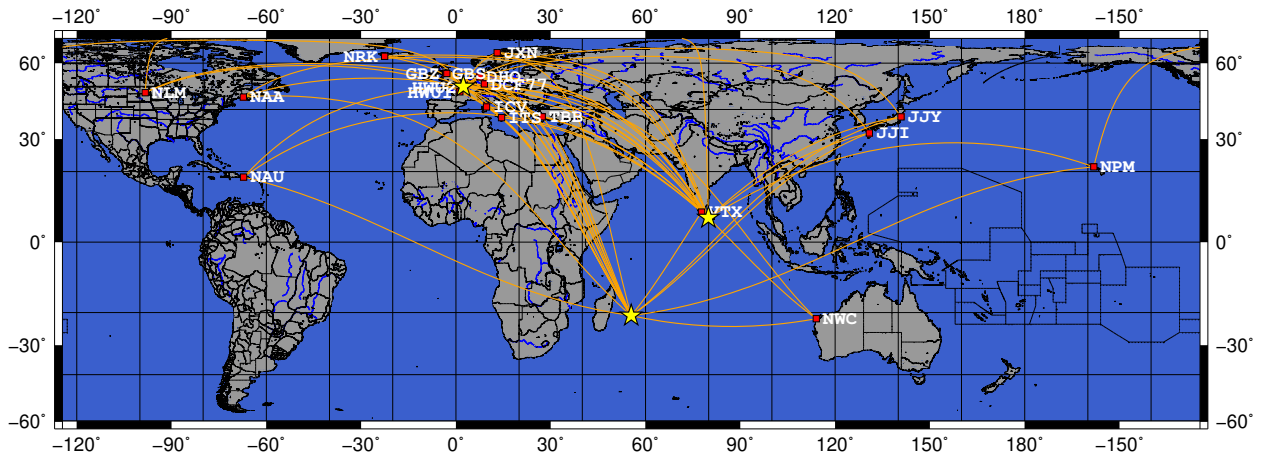 −120° −90° −60° −30° 0° 30° 60° 90° 120° 150° 180° −150°
60° 60°
JXN
NRK
GBZ GBS DHO
NLM DCF77
NAA HWU
ICV
ITS TBB JJY
30° JJI 30°
NPM
NAU
VTX
0° 0°
NWC
−30° −30°
−60° −60°
−120° −90° −60° −30° 0° 30° 60° 90° 120° 150° 180° −150°